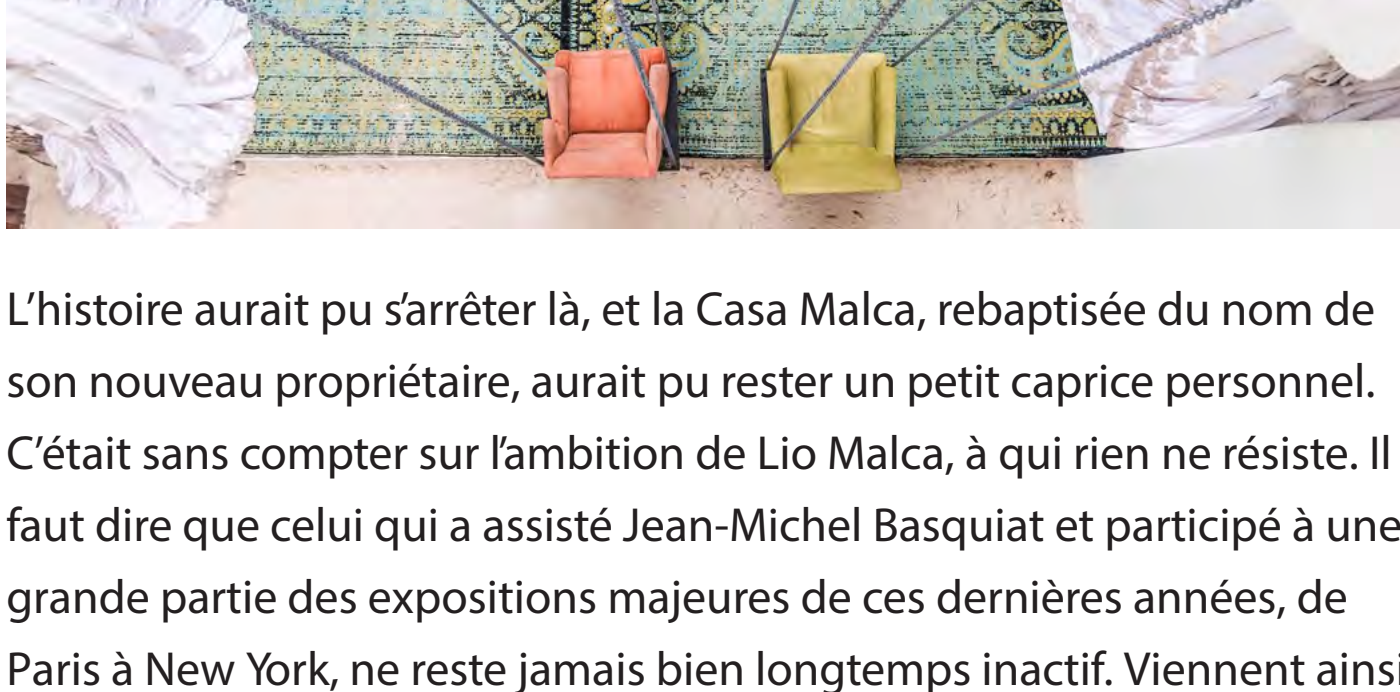 L’histoire aurait pu s’arrêter là, et la Casa Malca, rebaptisée du nom de
son nouveau propriétaire, aurait pu rester un petit caprice personnel.
C’était sans compter sur l’ambition de Lio Malca, à qui rien ne résiste. Il
faut dire que celui qui a assisté Jean-Michel Basquiat et participé à une
grande partie des expositions majeures de ces dernières années, de
Paris à New York, ne reste jamais bien longtemps inactif. Viennent ainsi